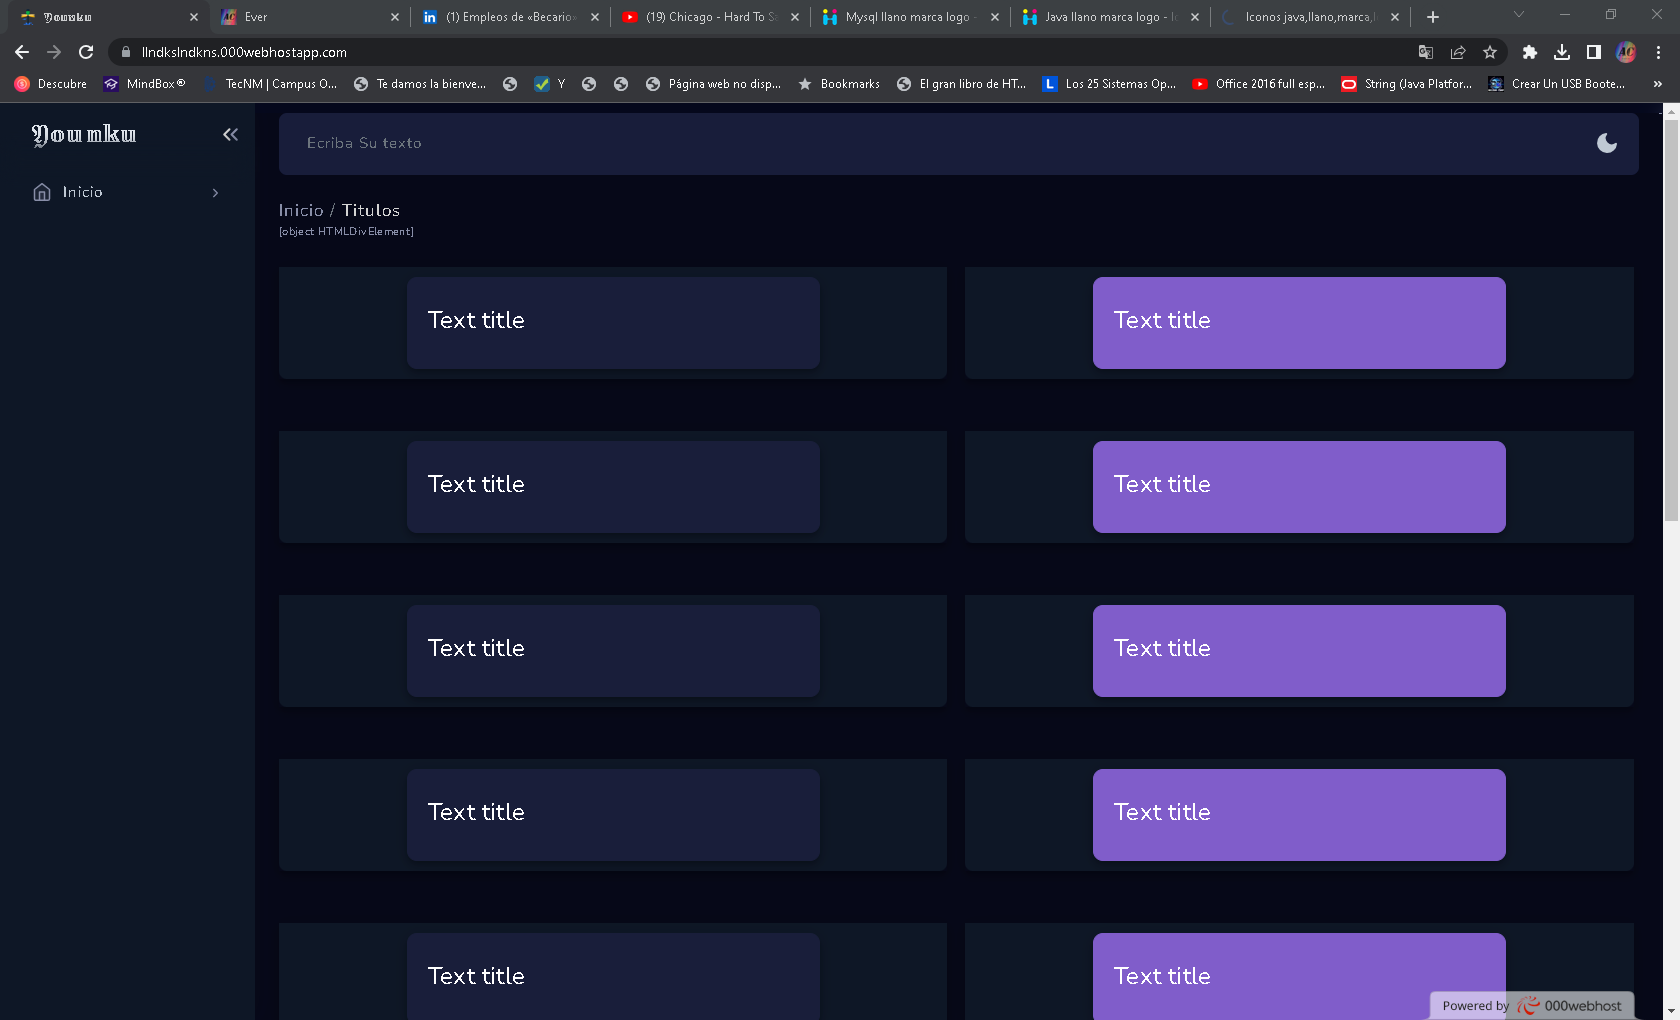 Younku
Ever
(1) Empleos de «Becario»
(19) Chicago - Hard To Sa
Mysql llano marca logo -
Java llano marca logo - Ic
Iconos java,llano,marca,l
llndkslndkns.000webhostapp.com
Descubre
MindBox®
TecNM | Campus O...
Te damos la bienve...
Y
Página web no disp...
Bookmarks
El gran libro de HT...
L
Los 25 Sistemas Op...
Office 2016 full esp...
String (Java Platfor...
Crear Un USB Boote...
»
Younku
Inicio
Ecriba Su texto
Inicio / Titulos
[object HTMLDivElement]
Text title
Text title
Text title
Text title
Text title
Text title
Text title
Text title
Text title
Text title
Powered by 000webhost